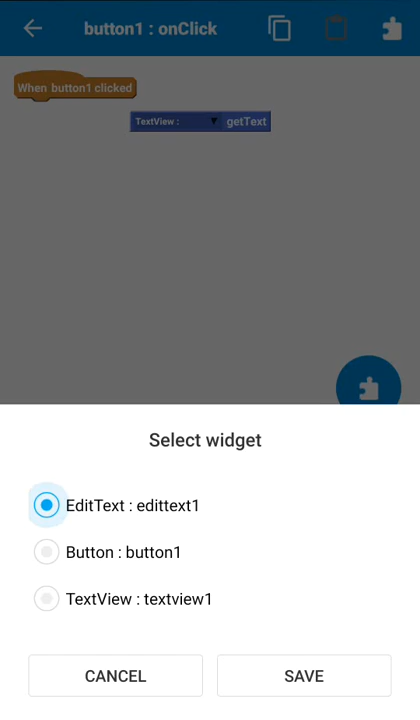 button1 : onClick
When button1 clicked
TextView : getText
Select widget
EditText : edittext1
Button : button1
TextView : textview1
CANCEL SAVE